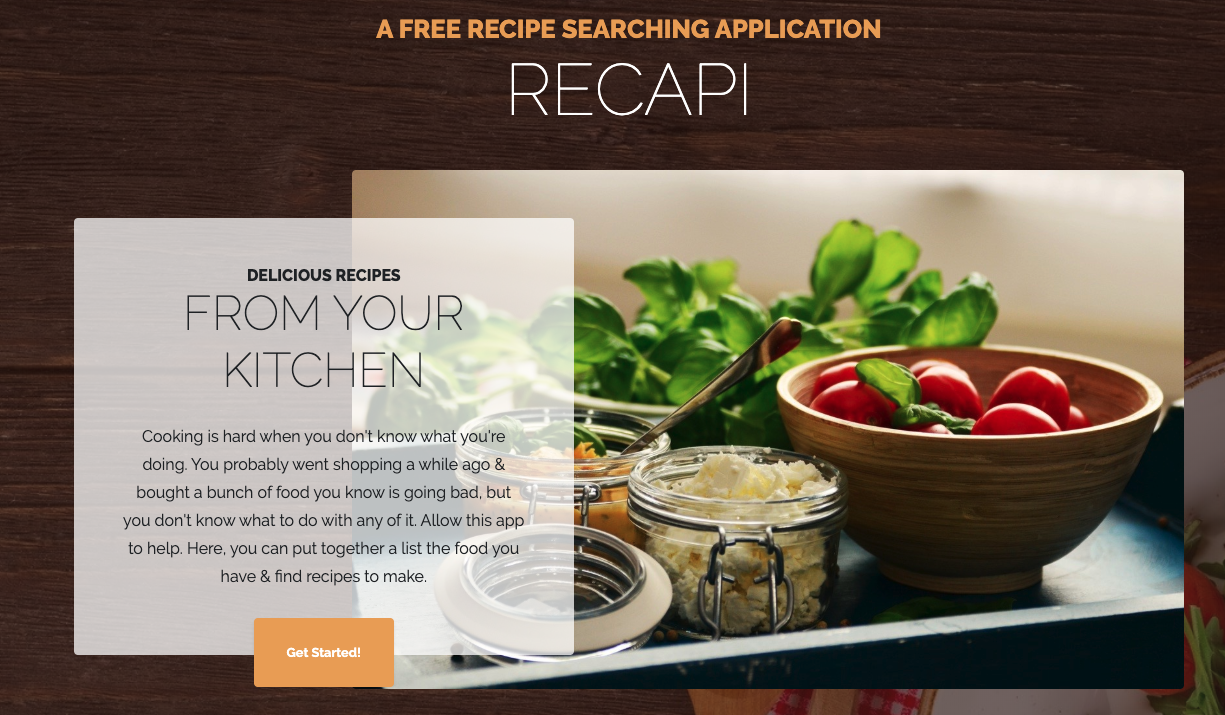 A FREE RECIPE SEARCHING APPLICATION
RECAPI
DELICIOUS RECIPES
FROM YOUR
KITCHEN
Cooking is hard when you don't know what you're
doing. You probably went shopping a while ago &
bought a bunch of food you know is going bad, but
you don't know what to do with any of it. Allow this app
to help. Here, you can put together a list the food you
have & find recipes to make.
Get Started!